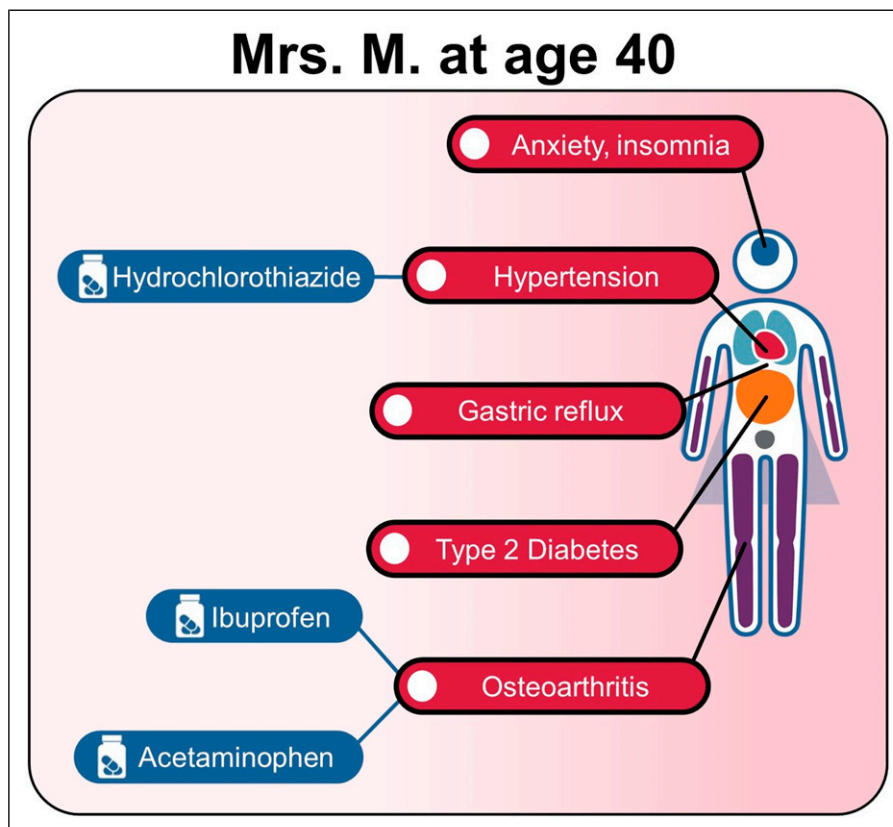 Mrs. M. at age 40
Anxiety, insomnia
Hydrochlorothiazide
Hypertension
Gastric reflux
Type 2 Diabetes
Ibuprofen
Osteoarthritis
Acetaminophen